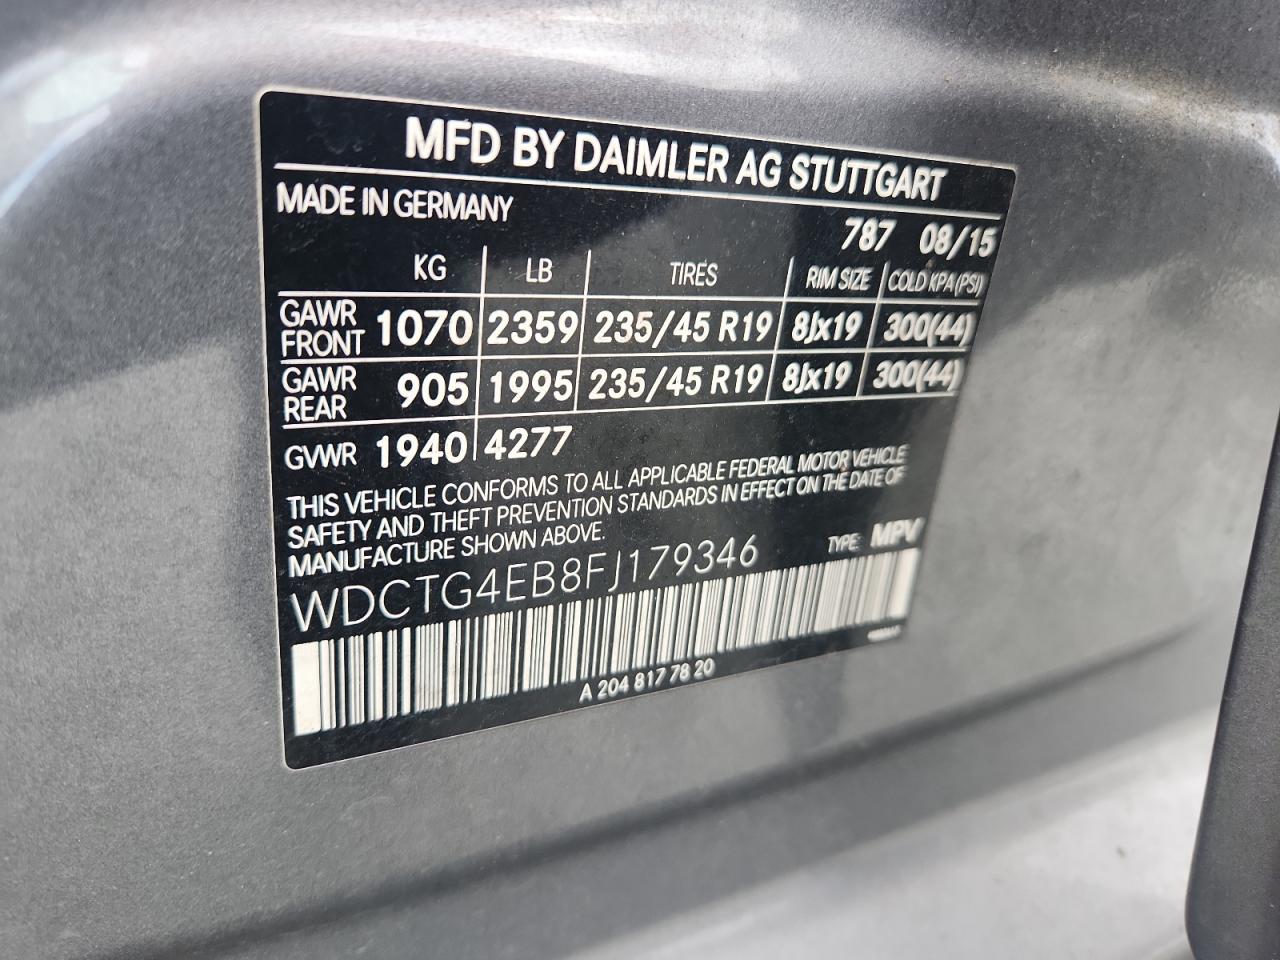 MFD BY DAIMLER AG STUTTGART
MADE IN GERMANY
787 08/15
KG LB TIRES RIM SIZE COLD KPA(PSI)
GAWR FRONT 1070 2359 235/45 R19 8Jx19 300(44)
GAWR REAR 905 1995 235/45 R19 8Jx19 300(44)
GVWR 1940 4277
THIS VEHICLE CONFORMS TO ALL APPLICABLE FEDERAL MOTOR VEHICLE
SAFETY AND THEFT PREVENTION STANDARDS IN EFFECT ON THE DATE OF
MANUFACTURE SHOWN ABOVE.
WDCTG4EB8FJ179346 TYPE: MPV
A 204 817 78 20